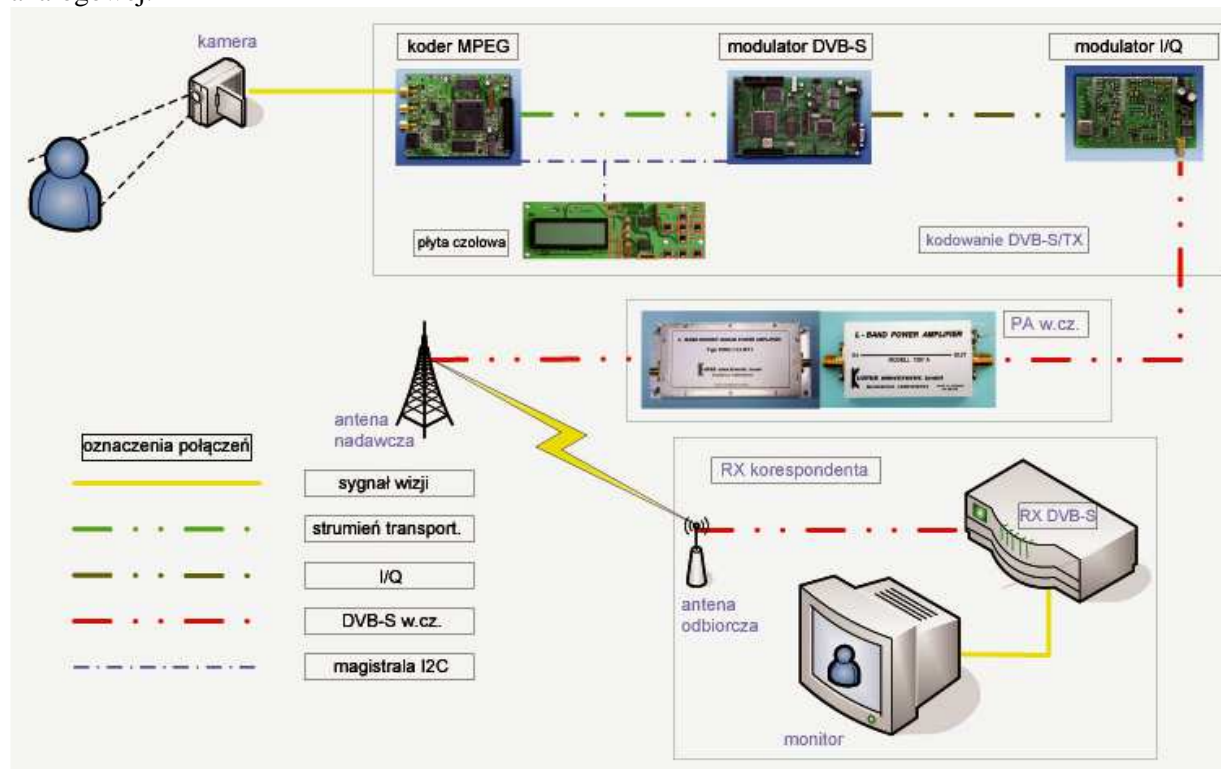 kamera
koder MPEG
modulator DVB-S
modulator I/Q
płyta czołowa
kodowanie DVB-S/TX
PA w.cz.
L - BAND POWER AMPLIFIER
OUT
antena
nadawcza
oznaczenia połączeń
sygnał wizji
strumień transport.
I/Q
DVB-S w.cz.
magistrala I2C
RX korespondenta
RX DVB-S
antena
odbiorcza
monitor